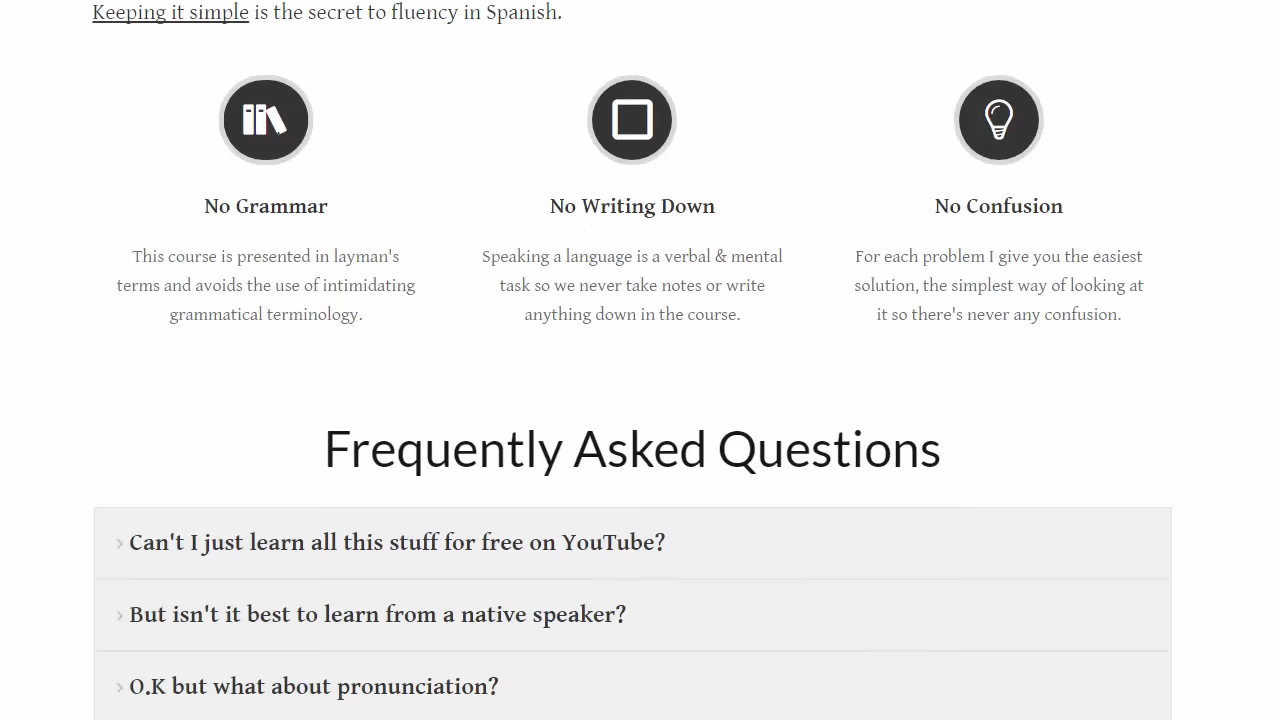 Keeping it simple is the secret to fluency in Spanish.
No Grammar
This course is presented in layman's
terms and avoids the use of intimidating
grammatical terminology.
No Writing Down
Speaking a language is a verbal & mental
task so we never take notes or write
anything down in the course.
No Confusion
For each problem I give you the easiest
solution, the simplest way of looking at
it so there's never any confusion.
Frequently Asked Questions
Can't I just learn all this stuff for free on YouTube?
But isn't it best to learn from a native speaker?
O.K but what about pronunciation?